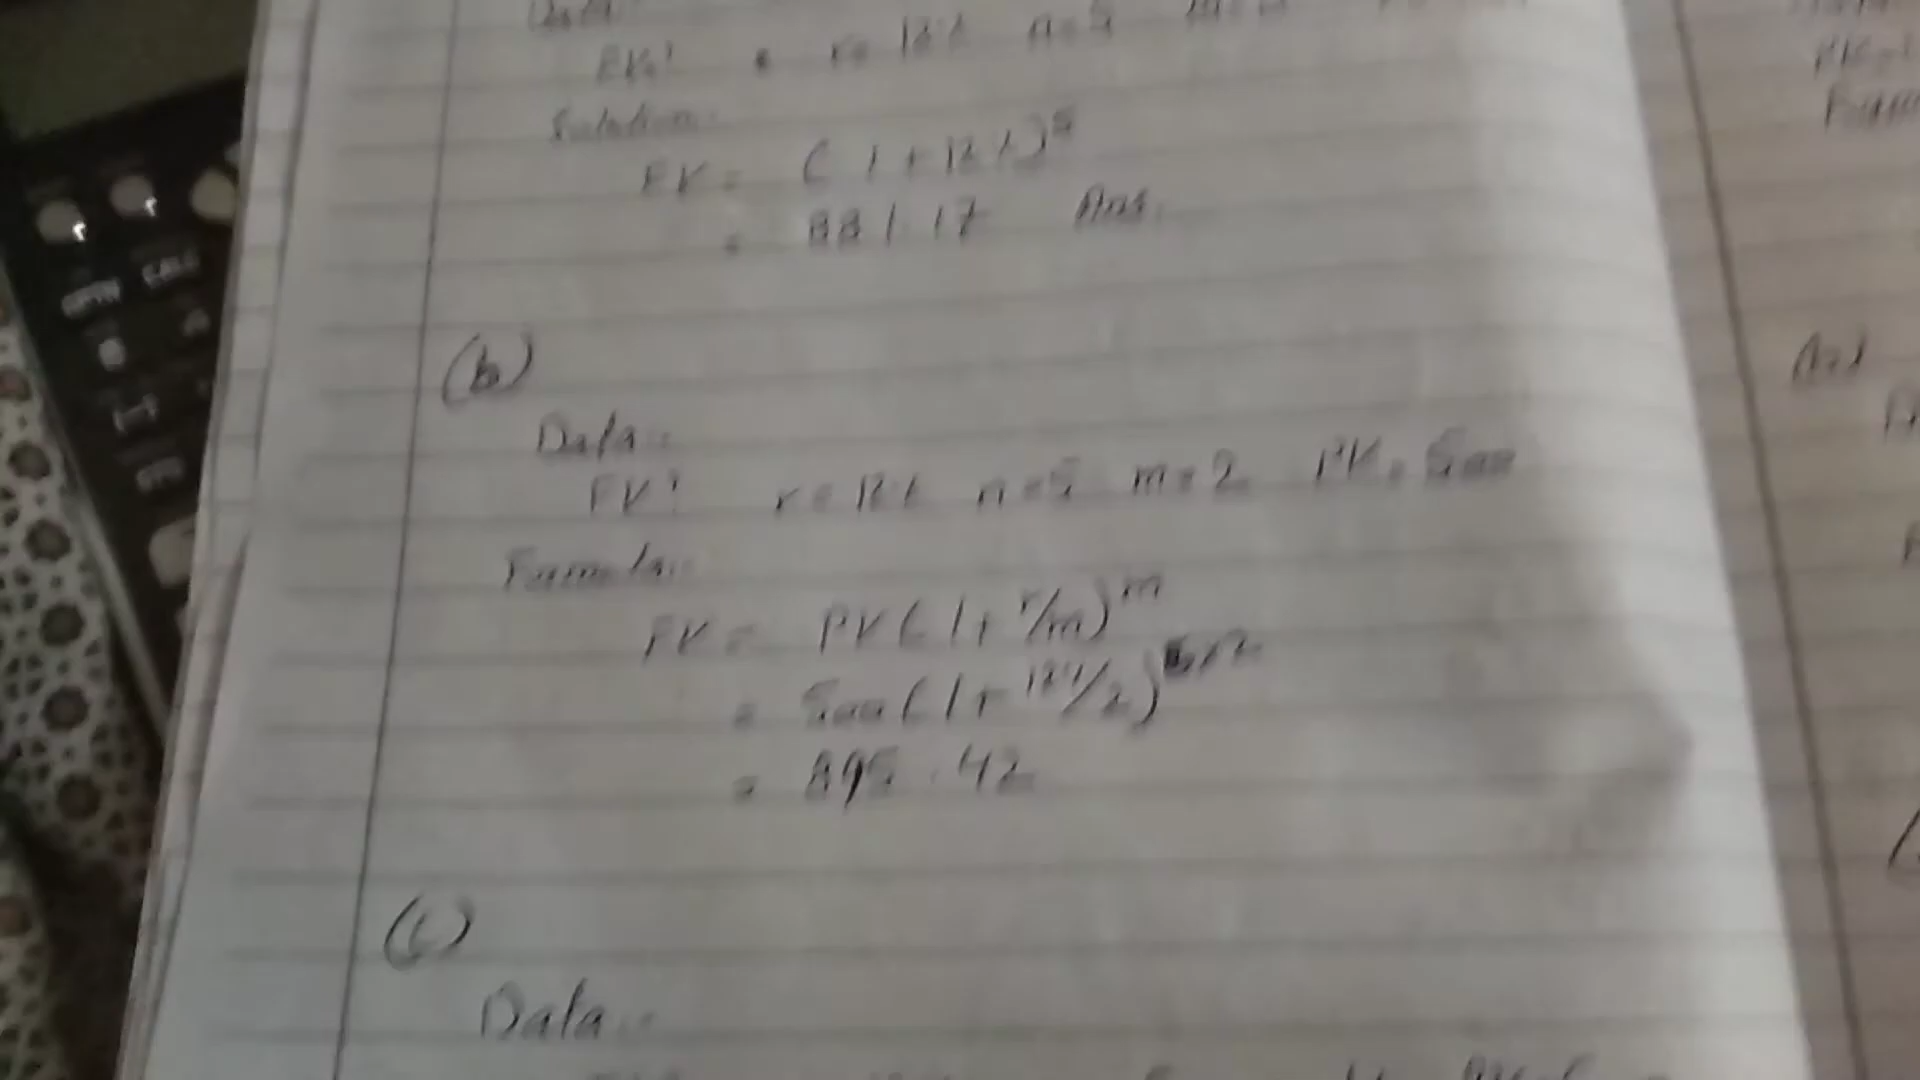 Data:
FV? r= 12% n=5
Solution:
FV = (1+12%)^5
= 881.17 Ans.
(b)
Data:
FV? r=12% n=5 m=2 PV=500
Formula:
FV = PV(1+r/m)^m
= 500(1+12%/2)^5×2
= 895.42
(c)
Data: